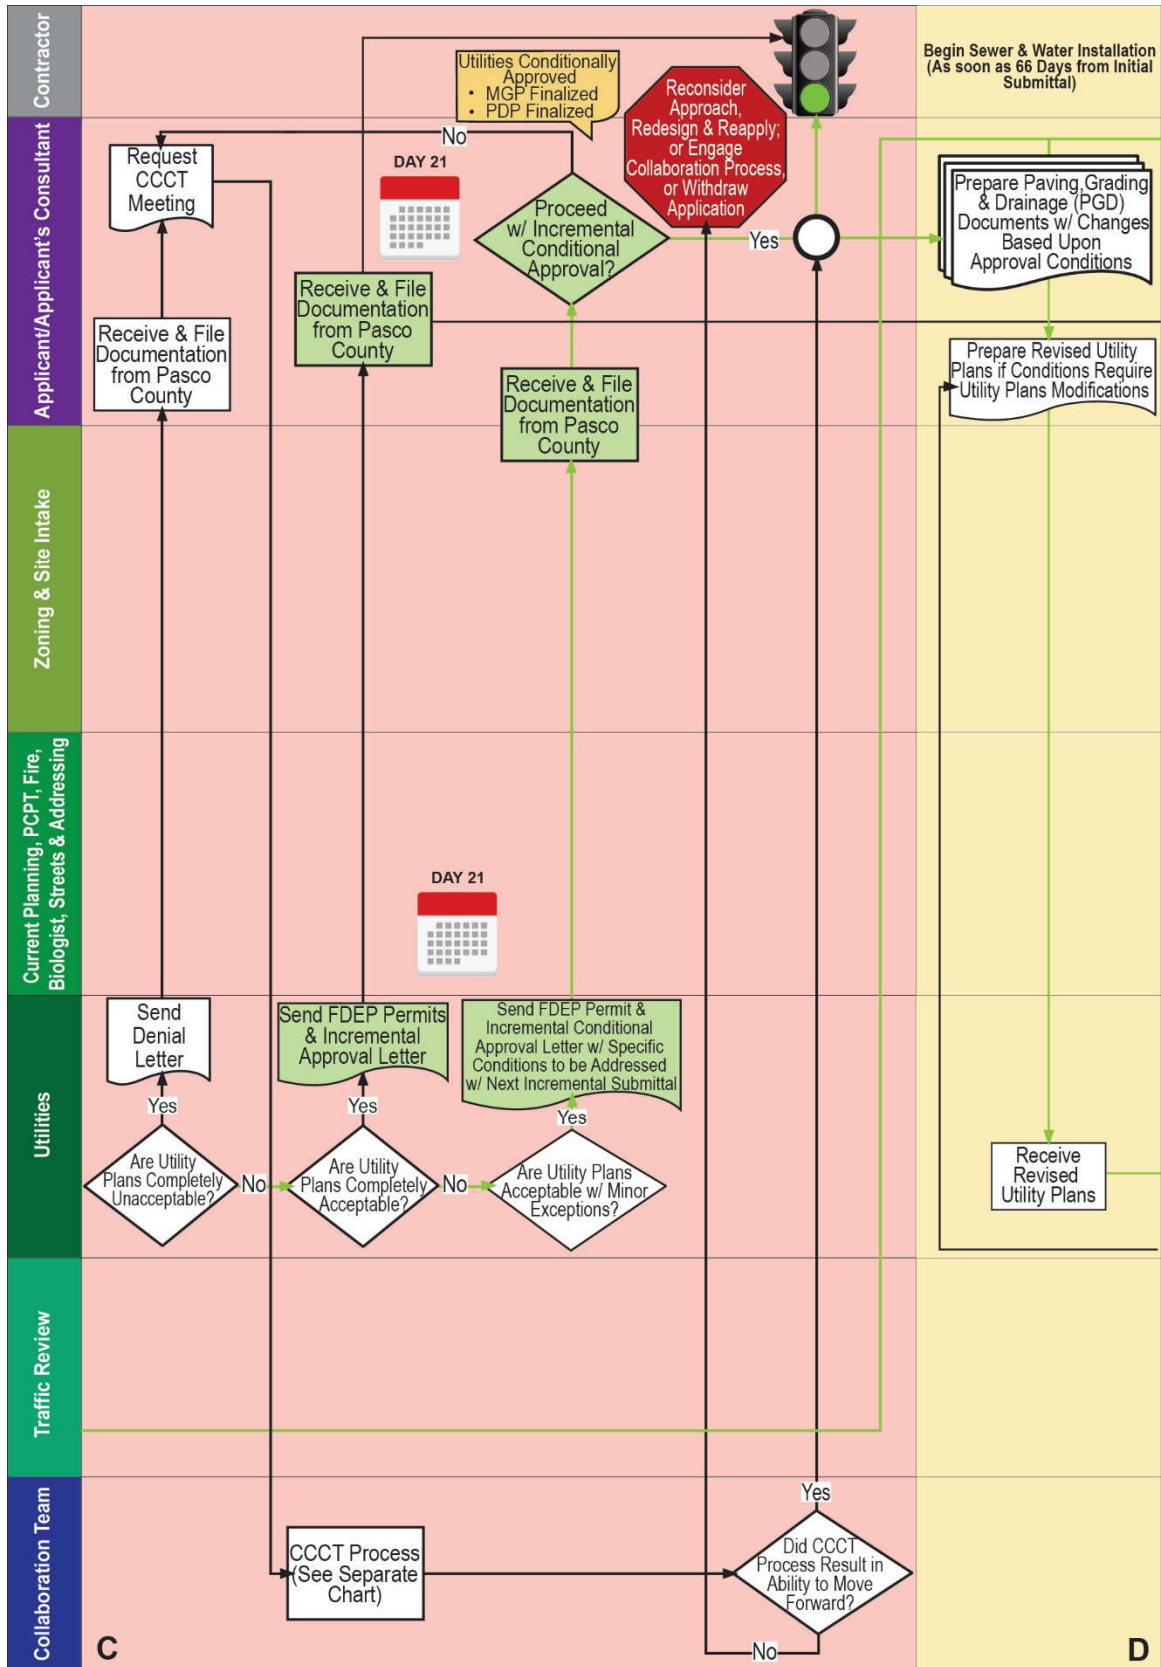 Contractor
Applicant/Applicant's Consultant
Zoning & Site Intake
Current Planning, PCPT, Fire,
Biologist, Streets & Addressing
Utilities
Traffic Review
Collaboration Team
Utilities Conditionally
Approved
• MGP Finalized
• PDP Finalized
Begin Sewer & Water Installation
(As soon as 66 Days from Initial
Submittal)
Reconsider
Approach,
Redesign & Reapply;
or Engage
Collaboration Process,
or Withdraw
Application
No
Request
CCCT
Meeting
DAY 21
Proceed
w/ Incremental
Conditional
Approval?
Yes
Prepare Paving,Grading
& Drainage (PGD)
Documents w/ Changes
Based Upon
Approval Conditions
Receive & File
Documentation
from Pasco
County
Receive & File
Documentation
from Pasco
County
Receive & File
Documentation
from Pasco
County
Prepare Revised Utility
Plans if Conditions Require
Utility Plans Modifications
DAY 21
Send
Denial
Letter
Send FDEP Permits
& Incremental
Approval Letter
Send FDEP Permit &
Incremental Conditional
Approval Letter w/ Specific
Conditions to be Addressed
w/ Next Incremental Submittal
Yes
Yes
Yes
Are Utility
Plans Completely
Unacceptable?
No
Are Utility
Plans Completely
Acceptable?
No
Are Utility Plans
Acceptable w/ Minor
Exceptions?
Receive
Revised
Utility Plans
Yes
CCCT Process
(See Separate
Chart)
Did CCCT
Process Result in
Ability to Move
Forward?
No
C
D